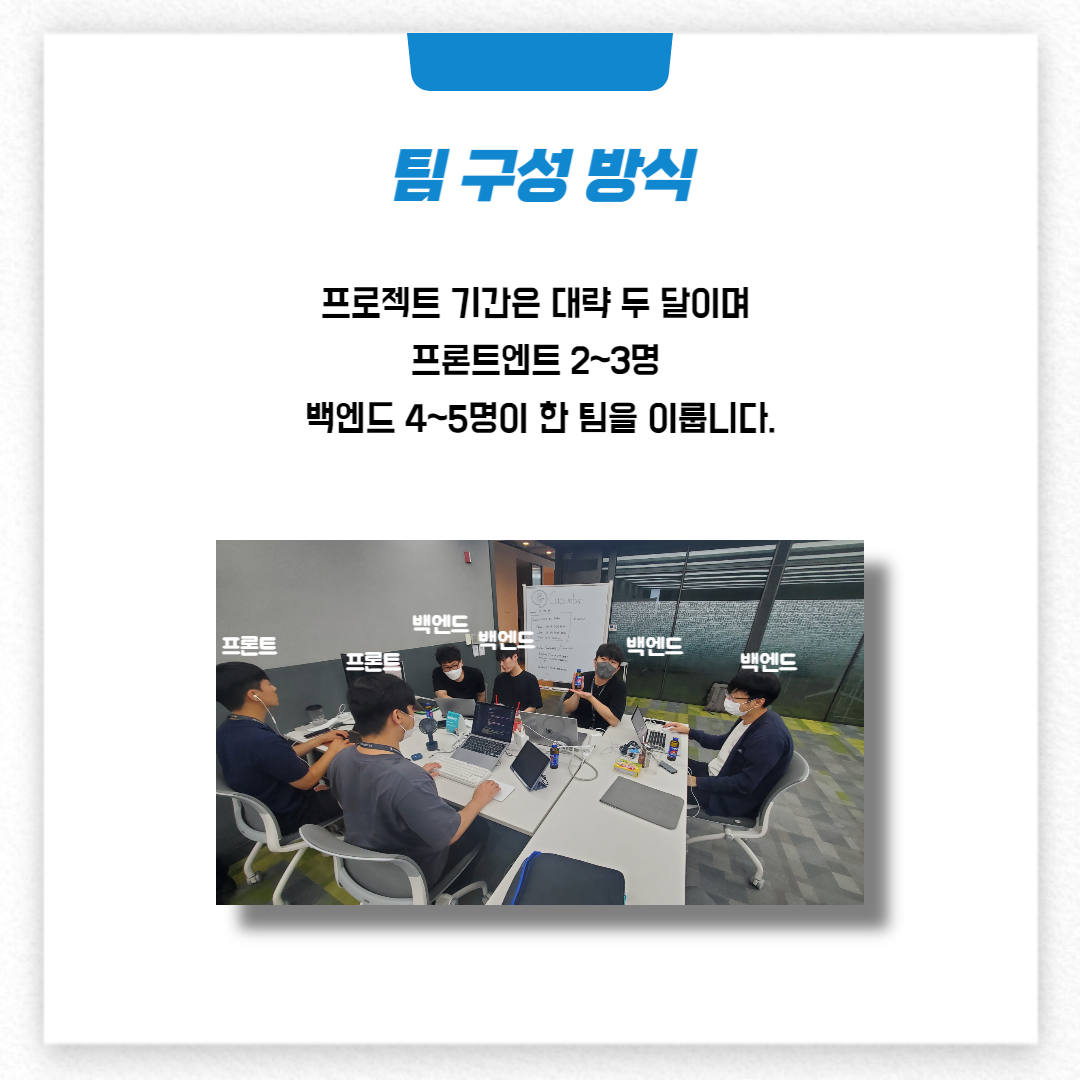 팀 구성 방식
프로젝트 기간은 대략 두 달이며
프론트엔트 2~3명
백엔드 4~5명이 한 팀을 이룹니다.
프론트
프론트
백엔드
백엔드
백엔드
백엔드